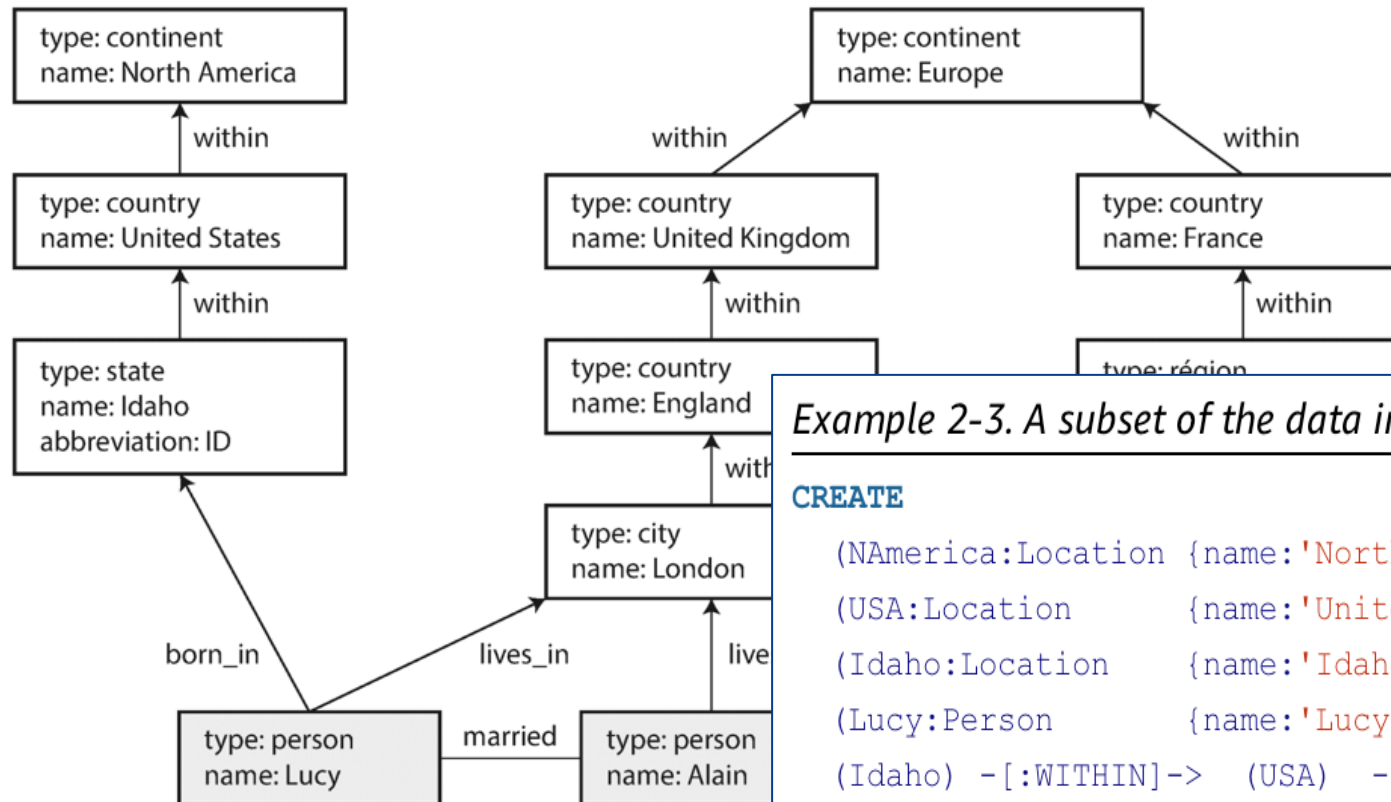 type: continent
name: North America
type: continent
name: Europe
within
within
within
type: country
name: United States
type: country
name: United Kingdom
type: country
name: France
within
within
within
type: state
name: Idaho
abbreviation: ID
type: country
name: England
type: région
Example 2-3. A subset of the data
CREATE
(NAmerica:Location {name:'Nort
(USA:Location {name:'Unit
(Idaho:Location {name:'Idah
(Lucy:Person {name:'Lucy
(Idaho) -[:WITHIN]-> (USA) -
with
type: city
name: London
born_in
lives_in
live
type: person
name: Lucy
married
type: person
name: Alain